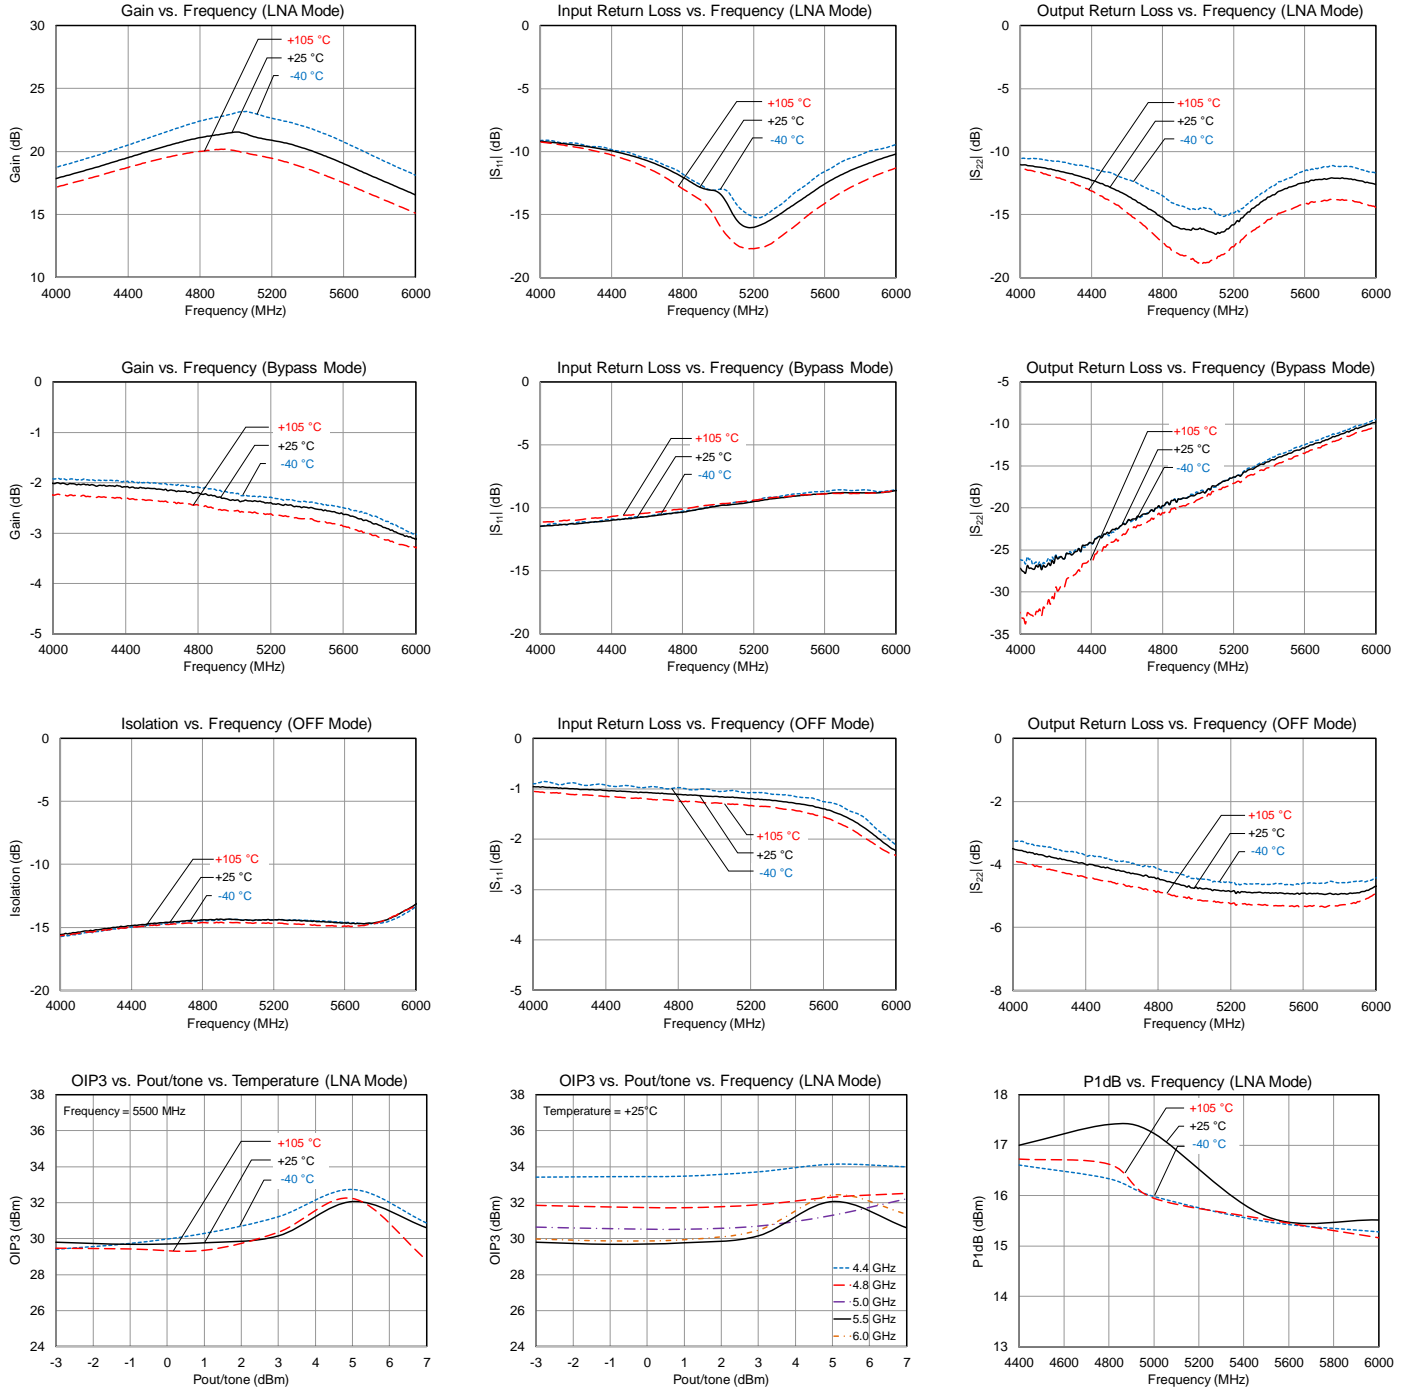 Gain vs. Frequency (LNA Mode)
30
25
20
15
10
Gain (dB)
+105 °C
+25 °C
-40 °C
4000 4400 4800 5200 5600 6000
Frequency (MHz)
Input Return Loss vs. Frequency (LNA Mode)
0
-5
-10
-15
-20
|S11| (dB)
+105 °C
+25 °C
-40 °C
4000 4400 4800 5200 5600 6000
Frequency (MHz)
Output Return Loss vs. Frequency (LNA Mode)
0
-5
-10
-15
-20
|S22| (dB)
+105 °C
+25 °C
-40 °C
4000 4400 4800 5200 5600 6000
Frequency (MHz)
Gain vs. Frequency (Bypass Mode)
0
-1
-2
-3
-4
-5
Gain (dB)
+105 °C
+25 °C
-40 °C
4000 4400 4800 5200 5600 6000
Frequency (MHz)
Input Return Loss vs. Frequency (Bypass Mode)
0
-5
-10
-15
-20
|S11| (dB)
+105 °C
+25 °C
-40 °C
4000 4400 4800 5200 5600 6000
Frequency (MHz)
Output Return Loss vs. Frequency (Bypass Mode)
-5
-10
-15
-20
-25
-30
-35
|S22| (dB)
+105 °C
+25 °C
-40 °C
4000 4400 4800 5200 5600 6000
Frequency (MHz)
Isolation vs. Frequency (OFF Mode)
0
-5
-10
-15
-20
Isolation (dB)
+105 °C
+25 °C
-40 °C
4000 4400 4800 5200 5600 6000
Frequency (MHz)
Input Return Loss vs. Frequency (OFF Mode)
0
-1
-2
-3
-4
-5
|S11| (dB)
+105 °C
+25 °C
-40 °C
4000 4400 4800 5200 5600 6000
Frequency (MHz)
Output Return Loss vs. Frequency (OFF Mode)
0
-2
-4
-6
-8
|S22| (dB)
+105 °C
+25 °C
-40 °C
4000 4400 4800 5200 5600 6000
Frequency (MHz)
OIP3 vs. Pout/tone vs. Temperature (LNA Mode)
38
36
34
32
30
28
26
24
OIP3 (dBm)
Frequency = 5500 MHz
+105 °C
+25 °C
-40 °C
-3 -2 -1 0 1 2 3 4 5 6 7
Pout/tone (dBm)
OIP3 vs. Pout/tone vs. Frequency (LNA Mode)
38
36
34
32
30
28
26
24
OIP3 (dBm)
Temperature = +25°C
4.4 GHz
4.8 GHz
5.0 GHz
5.5 GHz
6.0 GHz
-3 -2 -1 0 1 2 3 4 5 6 7
Pout/tone (dBm)
P1dB vs. Frequency (LNA Mode)
18
17
16
15
14
13
P1dB (dBm)
+105 °C
+25 °C
-40 °C
4400 4600 4800 5000 5200 5400 5600 5800 6000
Frequency (MHz)